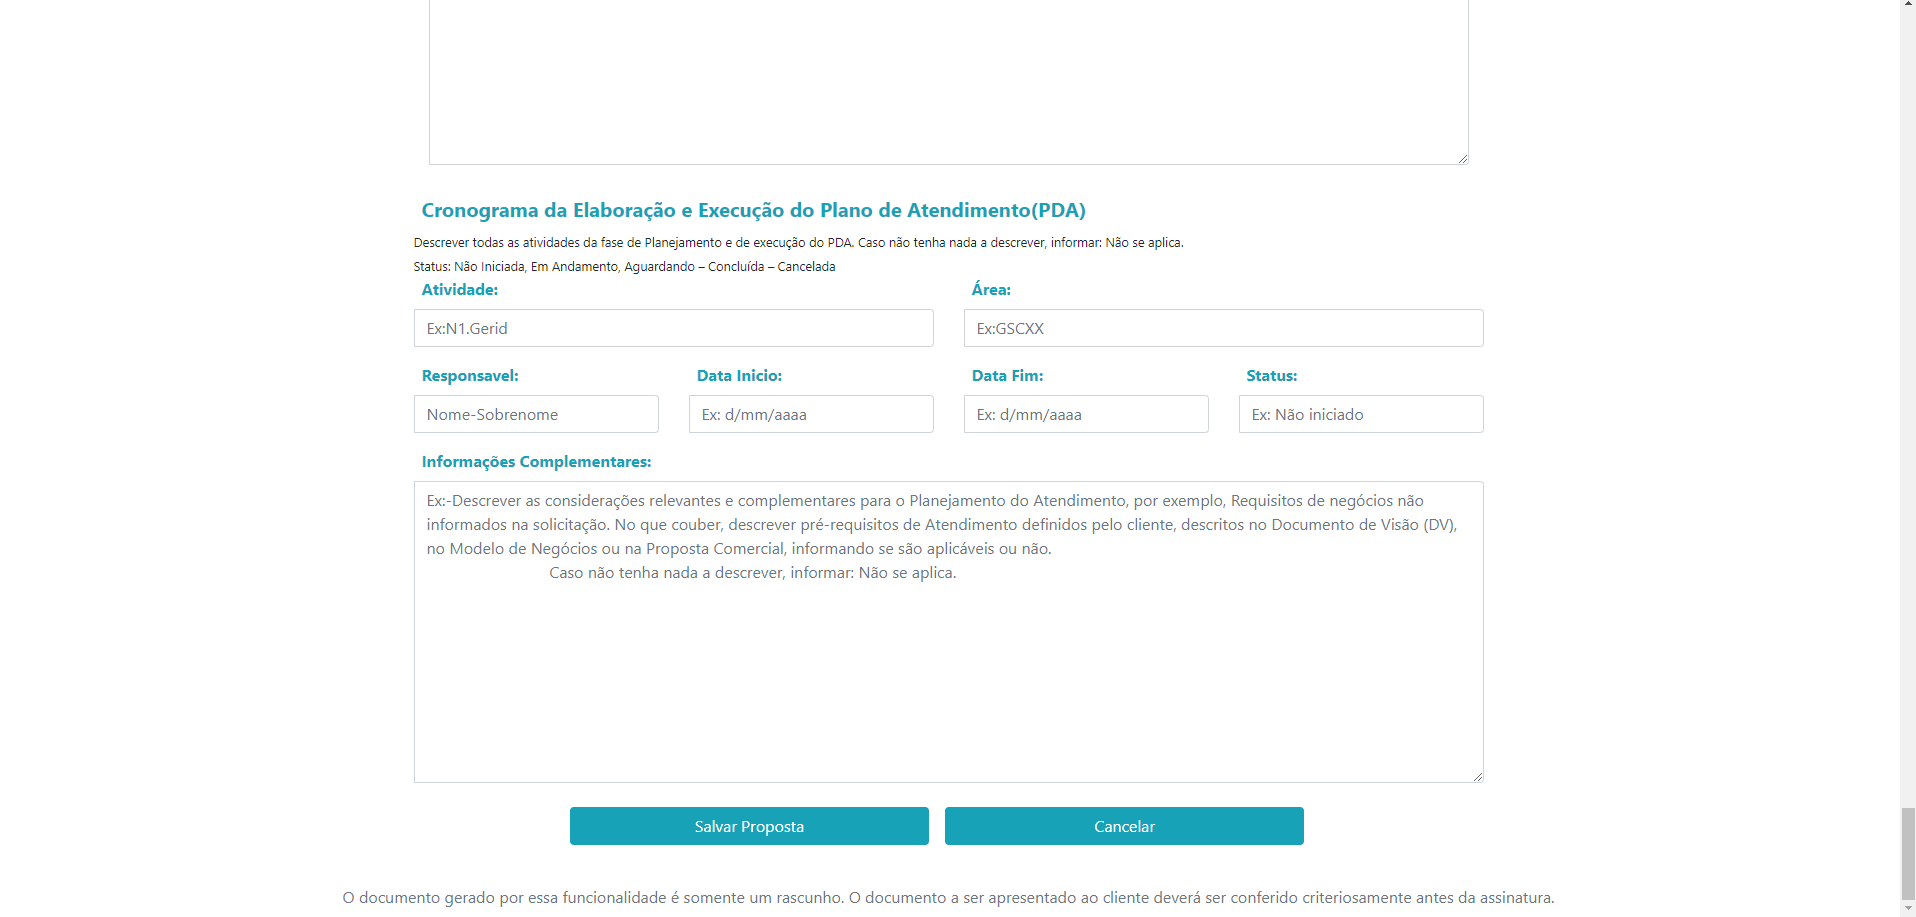 Cronograma da Elaboração e Execução do Plano de Atendimento(PDA)
Descrever todas as atividades da fase de Planejamento e de execução do PDA. Caso não tenha nada a descrever, informar: Não se aplica.
Status: Não Iniciada, Em Andamento, Aguardando – Concluída – Cancelada
Atividade:
Área:
Ex:N1.Gerid
Ex:GSCXX
Responsavel:
Data Inicio:
Data Fim:
Status:
Nome-Sobrenome
Ex: d/mm/aaaa
Ex: d/mm/aaaa
Ex: Não iniciado
Informações Complementares:
Ex:-Descrever as considerações relevantes e complementares para o Planejamento do Atendimento, por exemplo, Requisitos de negócios não
informados na solicitação. No que couber, descrever pré-requisitos de Atendimento definidos pelo cliente, descritos no Documento de Visão (DV),
no Modelo de Negócios ou na Proposta Comercial, informando se são aplicáveis ou não.
Caso não tenha nada a descrever, informar: Não se aplica.
Salvar Proposta
Cancelar
O documento gerado por essa funcionalidade é somente um rascunho. O documento a ser apresentado ao cliente deverá ser conferido criteriosamente antes da assinatura.